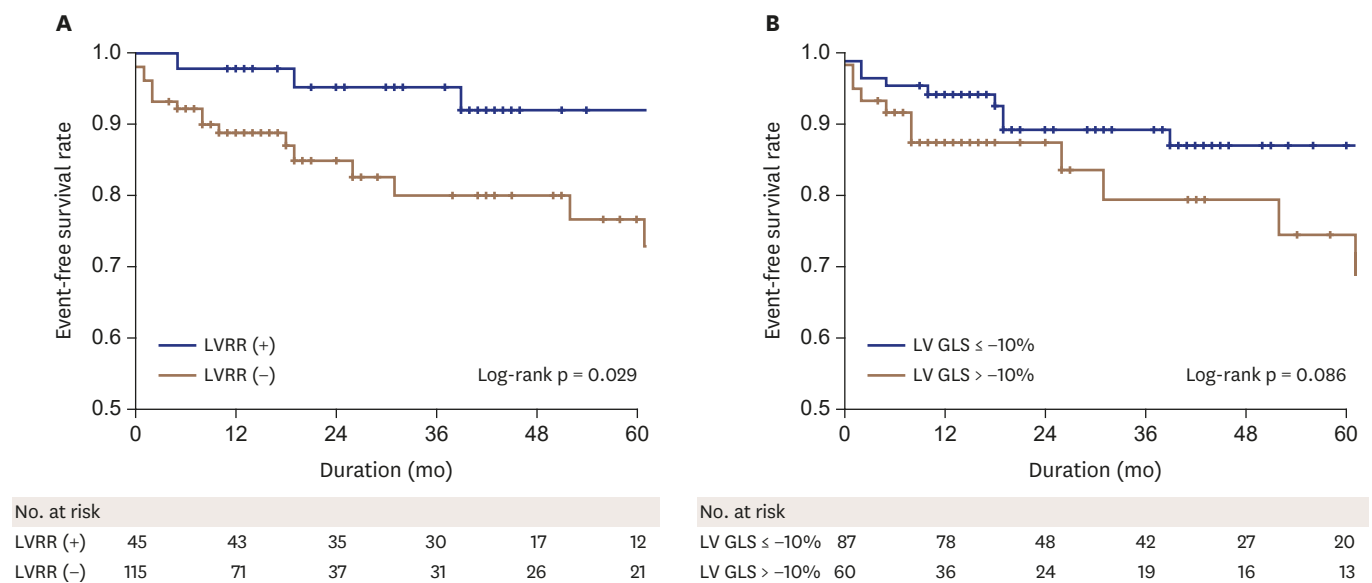 A
Event-free survival rate
1.0
0.9
0.8
0.7
0.6
0.5
LVRR (+)
LVRR (−)
Log-rank p = 0.029
0 12 24 36 48 60
Duration (mo)
No. at risk
LVRR (+) 45 43 35 30 17 12
LVRR (−) 115 71 37 31 26 21
B
Event-free survival rate
1.0
0.9
0.8
0.7
0.6
0.5
LV GLS ≤ −10%
LV GLS > −10%
Log-rank p = 0.086
0 12 24 36 48 60
Duration (mo)
No. at risk
LV GLS ≤ −10% 87 78 48 42 27 20
LV GLS > −10% 60 36 24 19 16 13